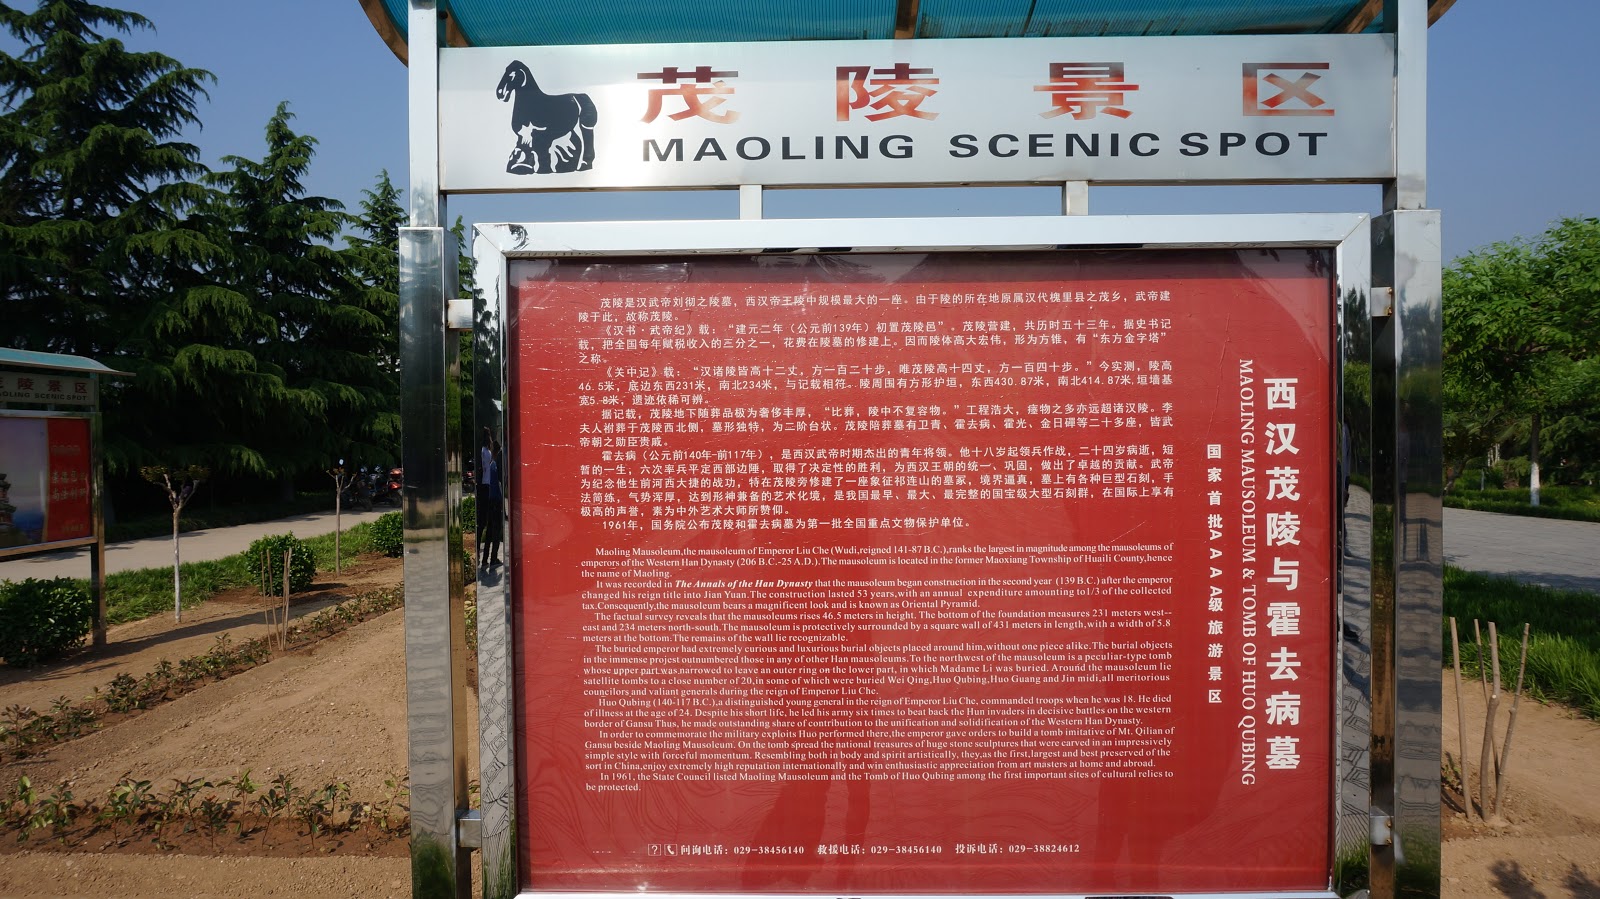 茂陵景区
MAOLING SCENIC SPOT
茂陵是汉武帝刘彻之陵墓，西汉帝王陵中规模最大的一座。由于陵的所在地原属汉代槐里县之茂乡，武帝建
陵于此，故称茂陵。
《汉书·武帝纪》载：“建元二年（公元前139年）初置茂陵邑”。茂陵营建，共历时五十三年。据史书记
载，把全国每年赋税收入的三分之一，花费在陵墓的修建上。因而陵体高大宏伟，形为方锥，有“东方金字塔”
之称。
《关中记》载：“汉诸陵皆高十二丈，方一百二十步，唯茂陵高十四丈，方一百四十步。”今实测，陵高
46.5米，底边东西231米，南北234米，与记载相符。陵周围有方形护垣，东西430.87米，南北414.87米，垣墙基
宽5.8米，遗迹依稀可辨。
据记载，茂陵地下随葬品极为奢侈丰厚，“比葬，陵中不复容物。”工程浩大，瘗物之多亦远超诸汉陵。李
夫人祔葬于茂陵西北侧，墓形独特，为二阶台状。茂陵陪葬墓有卫青、霍去病、霍光、金日磾等二十多座，皆武
帝朝之勋臣贵戚。
霍去病（公元前140年-前117年），是西汉武帝时期杰出的青年将领。他十八岁起领兵作战，二十四岁病逝，短
暂的一生，六次率兵平定西部边陲，取得了决定性的胜利，为西汉王朝的统一、巩固，做出了卓越的贡献。武帝
为纪念他生前河西大捷的战功，特在茂陵旁修建了一座象征祁连山的墓冢，境界逼真，墓上有各种巨型石刻，手
法简练，气势浑厚，达到形神兼备的艺术化境，是我国最早、最大、最完整的国宝级大型石刻群，在国际上享有
极高的声誉，素为中外艺术大师所赞仰。
1961年，国务院公布茂陵和霍去病墓为第一批全国重点文物保护单位。
Maoling Mausoleum,the mausoleum of Emperor Liu Che (Wudi,reigned 141-87 B.C.),ranks the largest in magnitude among the mausoleums of
emperors of the Western Han Dynasty (206 B.C.-25 A.D.).The mausoleum is located in the former Maoxiang Township of Huaili County,hence
the name of Maoling.
It was recorded in The Annals of the Han Dynasty that the mausoleum began construction in the second year (139 B.C.) after the emperor
changed his reign title into Jian Yuan.The construction lasted 53 years,with an annual expenditure amounting to1/3 of the collected
tax.Consequently,the mausoleum bears a magnificent look and is known as Oriental Pyramid.
The factual survey reveals that the mausoleums rises 46.5 meters in height. The bottom of the foundation measures 231 meters west--
east and 234 meters north-south.The mausoleum is protectively surrounded by a square wall of 431 meters in length,with a width of 5.8
meters at the bottom.The remains of the wall lie recognizable.
The buried emperor had extremely curious and luxurious burial objects placed around him,without one piece alike.The burial objects
in the immense projest outnumbered those in any of other Han mausoleums.To the northwest of the mausoleum is a peculiar-type tomb
whose upper part was narrowed to leave an outer ring on the lower part, in which Madame Li was buried. Around the mausoleum lie
satellite tombs to a close number of 20,in some of which were buried Wei Qing,Huo Qubing,Huo Guang and Jin midi,all meritorious
councilors and valiant generals during the reign of Emperor Liu Che.
Huo Qubing (140-117 B.C.),a distinguished young general in the reign of Emperor Liu Che, commanded troops when he was 18. He died
of illness at the age of 24. Despite his short life, he led his army six times to beat back the Hun invaders in decisive battles on the western
border of Gansu Thus, he made outstanding share of contribution to the unification and solidification of the Western Han Dynasty.
In order to commemorate the military exploits Huo performed there,the emperor gave orders to build a tomb imitative of Mt. Qilian of
Gansu beside Maoling Mausoleum. On the tomb spread the national treasures of huge stone sculptures that were carved in an impressively
simple style with forceful momentum. Resembling both in body and spirit artistically, they,as the first,largest and best preserved of the
sort in China,enjoy extremely high reputation internationally and win enthusiastic appreciation from art masters at home and abroad.
In 1961, the State Council listed Maoling Mausoleum and the Tomb of Huo Qubing among the first important sites of cultural relics to
be protected.
西汉茂陵与霍去病墓
MAOLING MAUSOLEUM & TOMB OF HUO QUBING
国家首批AAAA级旅游景区
问询电话：029-38456140 救援电话：029-38456140 投诉电话：029-38824612
陵景区
AOLING SCENIC SPOT